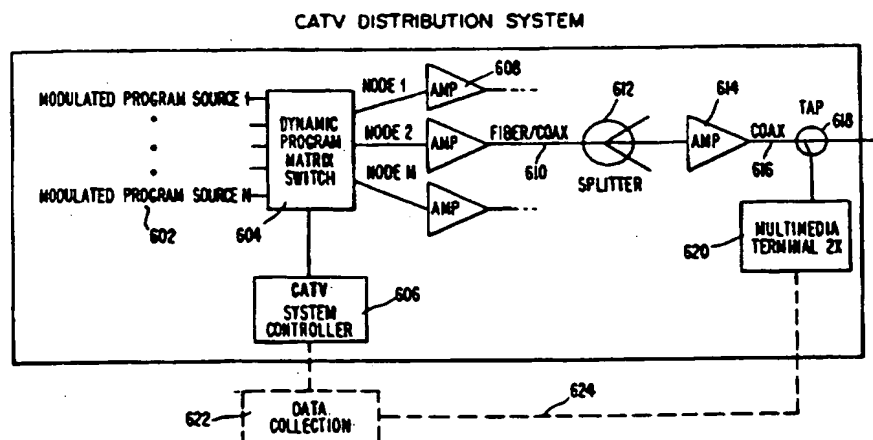 CATV DISTRIBUTION SYSTEM
MODULATED PROGRAM SOURCE 1
MODULATED PROGRAM SOURCE N
602
DYNAMIC
PROGRAM
MATRIX
SWITCH
604
NODE 1
NODE 2
NODE M
AMP
608
AMP
AMP
FIBER/COAX
610
612
SPLITTER
614
AMP
COAX
616
TAP
618
620
MULTIMEDIA
TERMINAL 2X
CATV
SYSTEM
CONTROLLER
606
622
DATA
COLLECTION
624